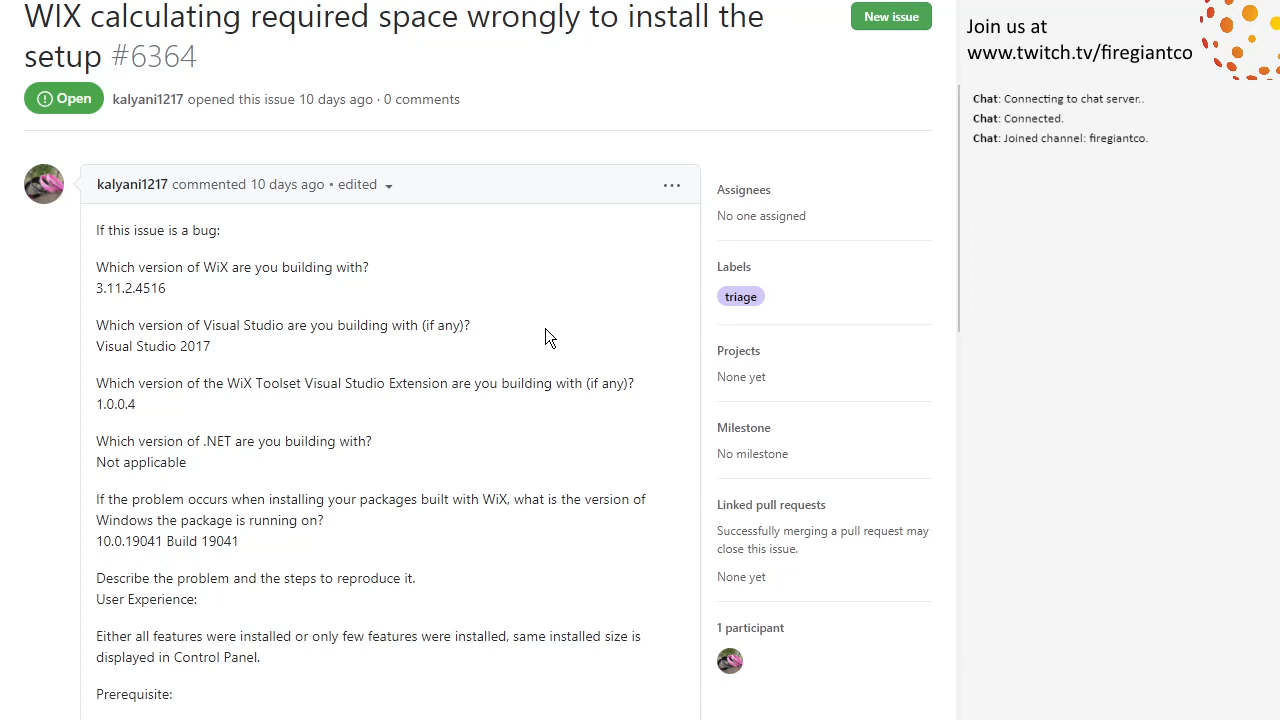 WIX calculating required space wrongly to install the
setup #6364
New issue
Open
kalyani1217 opened this issue 10 days ago · 0 comments
kalyani1217 commented 10 days ago • edited
If this issue is a bug:
Which version of WiX are you building with?
3.11.2.4516
Which version of Visual Studio are you building with (if any)?
Visual Studio 2017
Which version of the WiX Toolset Visual Studio Extension are you building with (if any)?
1.0.0.4
Which version of .NET are you building with?
Not applicable
If the problem occurs when installing your packages built with WiX, what is the version of
Windows the package is running on?
10.0.19041 Build 19041
Describe the problem and the steps to reproduce it.
User Experience:
Either all features were installed or only few features were installed, same installed size is
displayed in Control Panel.
Prerequisite:
Assignees
No one assigned
Labels
triage
Projects
None yet
Milestone
No milestone
Linked pull requests
Successfully merging a pull request may
close this issue.
None yet
1 participant
Join us at
www.twitch.tv/firegiantco
Chat: Connecting to chat server..
Chat: Connected.
Chat: Joined channel: firegiantco.